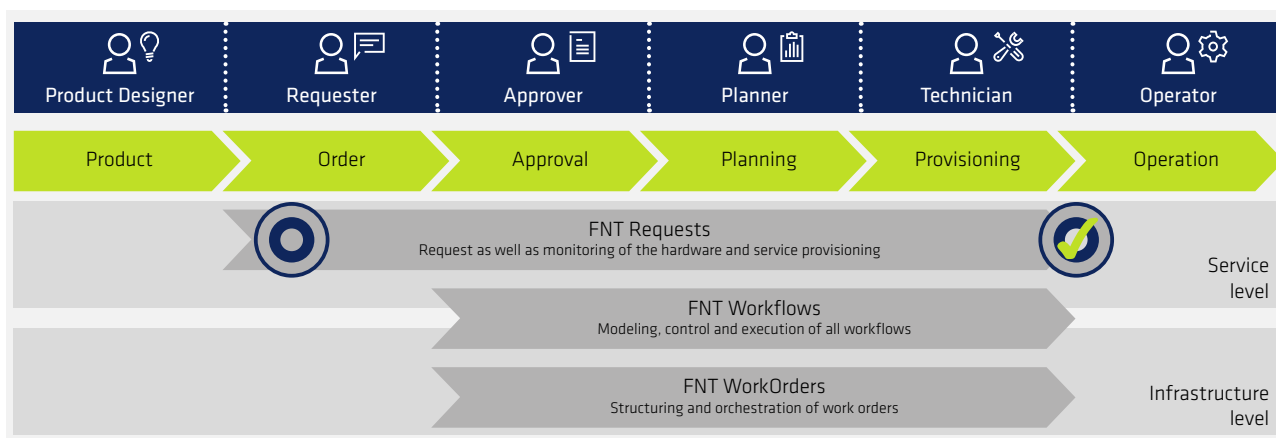 Product Designer
Requester
Approver
Planner
Technician
Operator
Product
Order
Approval
Planning
Provisioning
Operation
FNT Requests
Request as well as monitoring of the hardware and service provisioning
Service
level
FNT Workflows
Modeling, control and execution of all workflows
FNT WorkOrders
Structuring and orchestration of work orders
Infrastructure
level